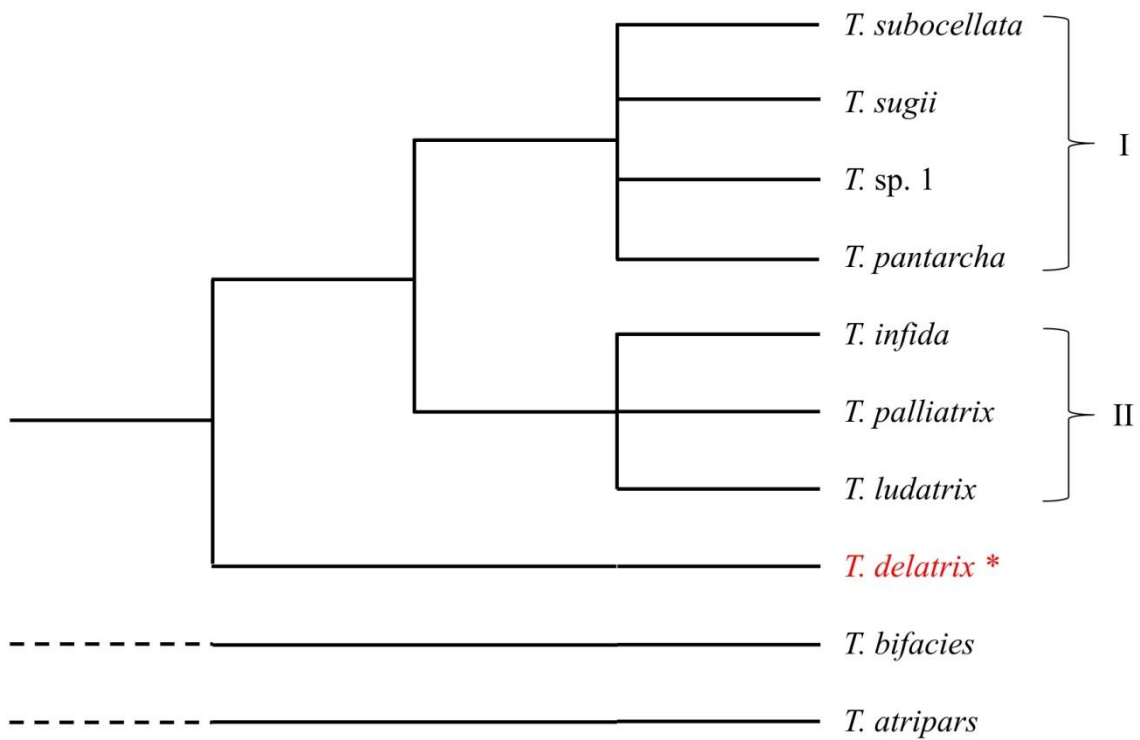 T. subocellata
T. sugii
T. sp. 1
T. pantarcha
I
T. infida
T. palliatrix
T. ludatrix
II
T. delatrix *
T. bifacies
T. atripars